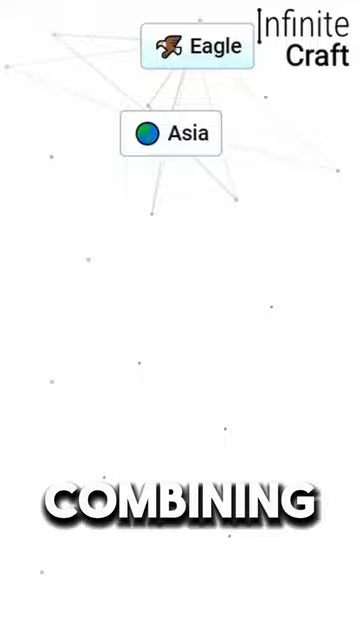 Infinite
Craft
🦅 Eagle
🌏 Asia
COMBINING